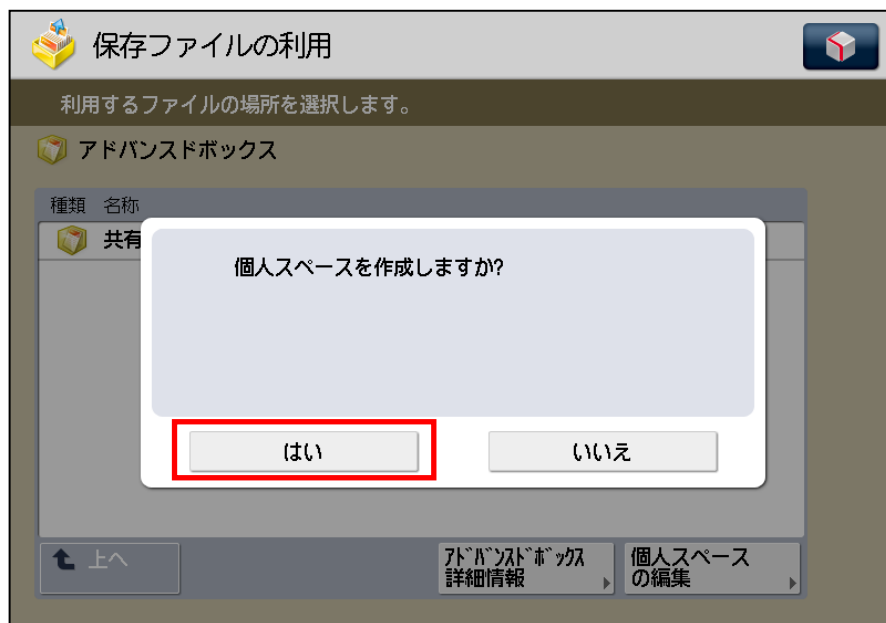 保存ファイルの利用
利用するファイルの場所を選択します。
アドバンスドボックス
種類 名称
共有
個人スペースを作成しますか?
はい いいえ
上へ
ｱﾄﾞﾊﾞﾝｽﾄﾞﾎﾞｯｸｽ
詳細情報
個人スペース
の編集